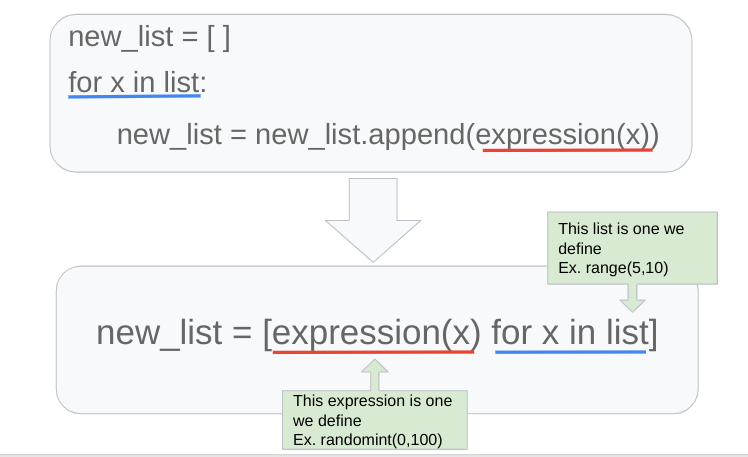 new_list = [ ]
for x in list:
new_list = new_list.append(expression(x))
This list is one we
define
Ex. range(5,10)
new_list = [expression(x) for x in list]
This expression is one
we define
Ex. randomint(0,100)